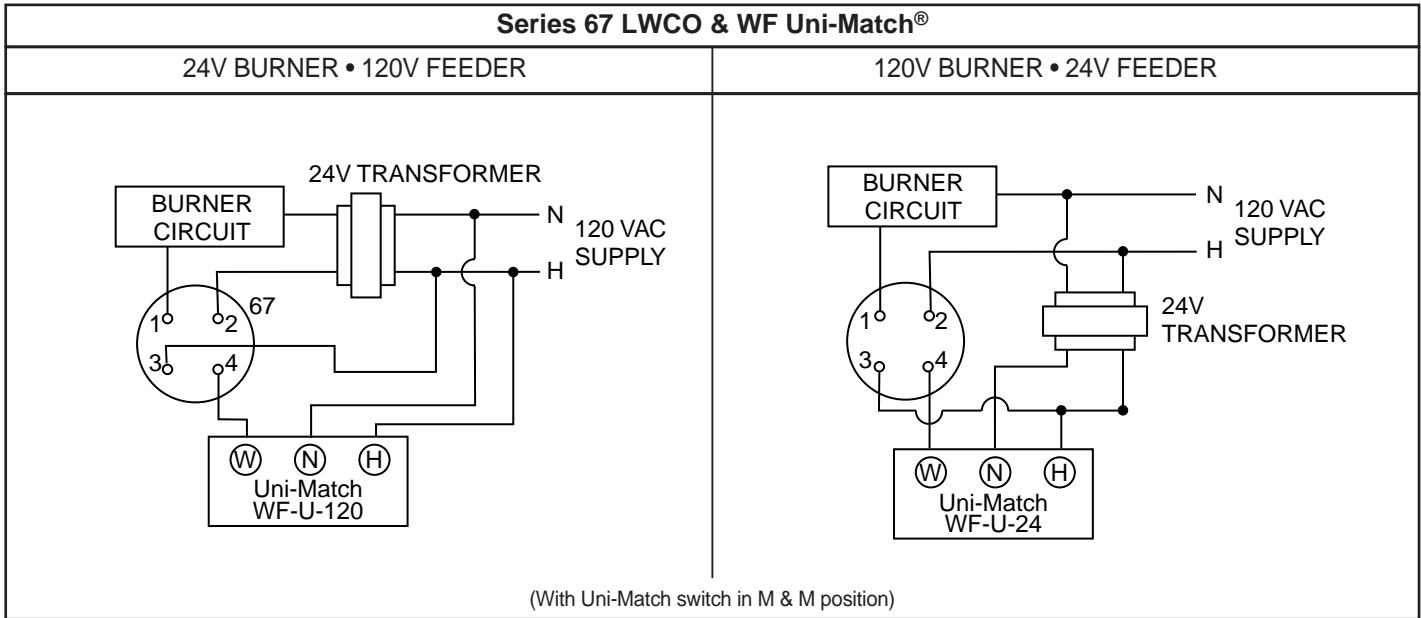 Series 67 LWCO & WF Uni-Match®
24V BURNER • 120V FEEDER
120V BURNER • 24V FEEDER
24V TRANSFORMER
BURNER
CIRCUIT
N
120 VAC
SUPPLY
H
67
1
2
3
4
W
N
H
Uni-Match
WF-U-120
BURNER
CIRCUIT
N
120 VAC
SUPPLY
H
1
2
3
4
24V
TRANSFORMER
W
N
H
Uni-Match
WF-U-24
(With Uni-Match switch in M & M position)